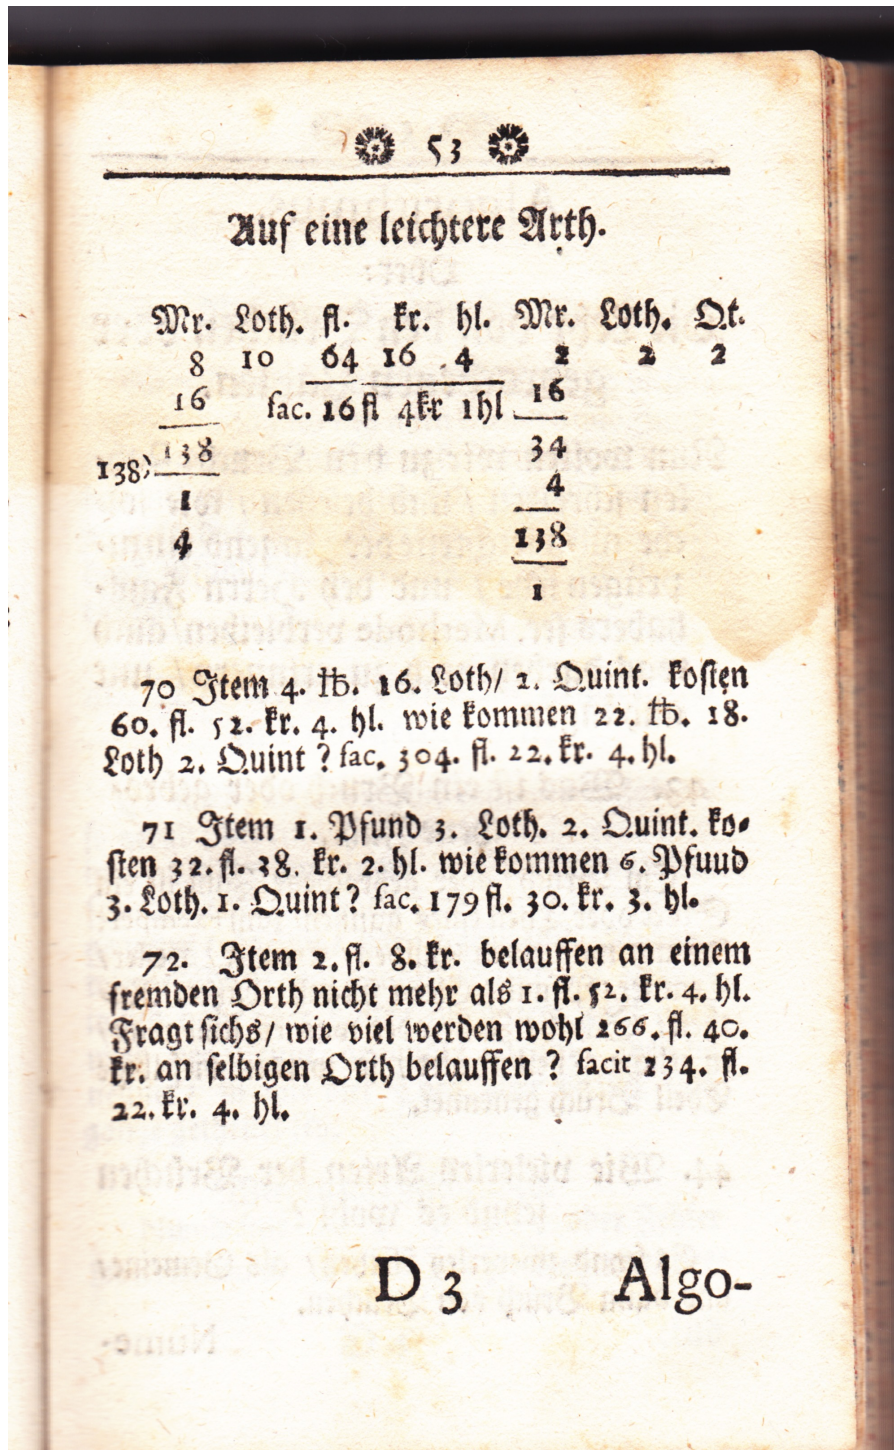 53
Auf eine leichtere Arth.
Mr. Loth. fl. kr. hl. Mr. Loth. Qt.
8 10 64 16 4 2 2 2
16 fac. 16 fl 4kr 1hl 16
138) 138 34
1 4
4 138
1
70 Item 4. ℔. 16. Loth/ 2. Quint. kosten
60. fl. 52. kr. 4. hl. wie kommen 22. ℔. 18.
Loth 2. Quint? fac. 304. fl. 22. kr. 4. hl.
71 Item 1. Pfund 3. Loth. 2. Quint. ko-
sten 32. fl. 38. kr. 2. hl. wie kommen 6. Pfuud
3. Loth. 1. Quint? fac. 179 fl. 30. kr. 3. hl.
72. Item 2. fl. 8. kr. belauffen an einem
fremden Orth nicht mehr als 1. fl. 52. kr. 4. hl.
Fragt sichs/ wie viel werden wohl 266. fl. 40.
kr. an selbigen Orth belauffen? facit 234. fl.
22. kr. 4. hl.
D 3 Algo-